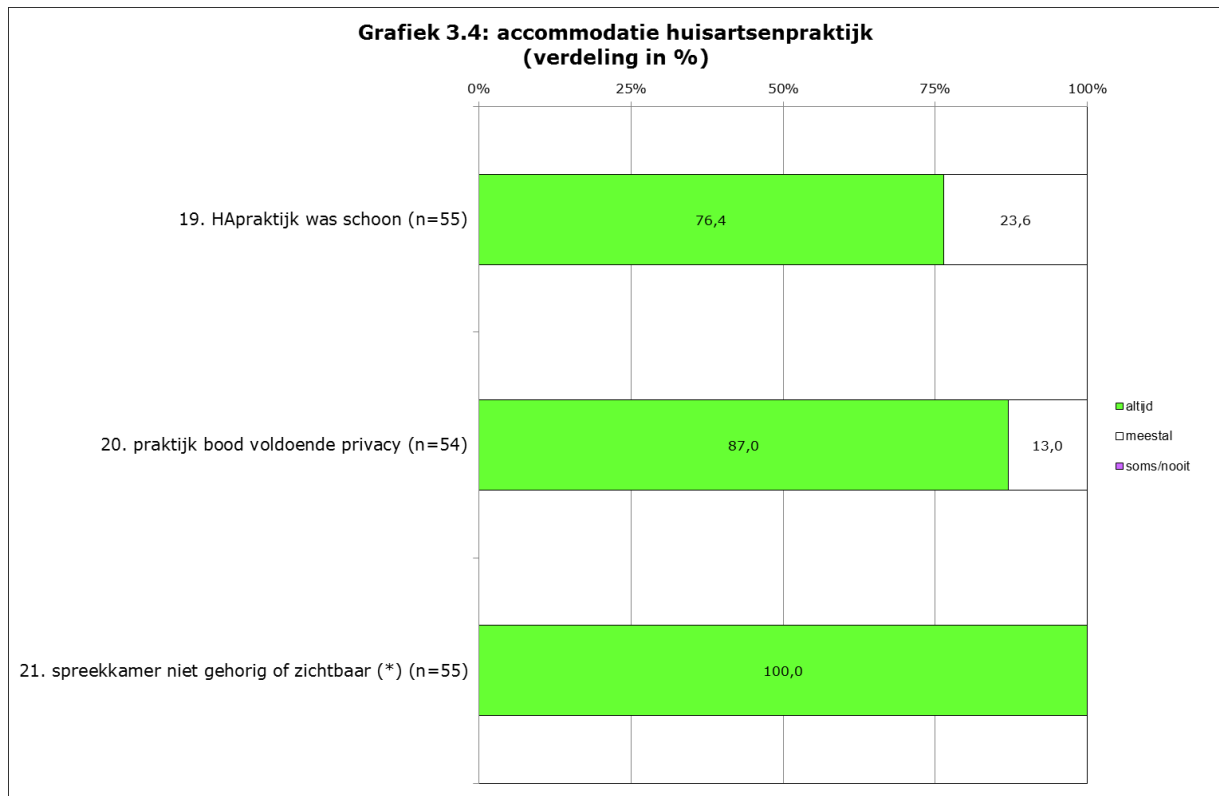 Grafiek 3.4: accommodatie huisartsenpraktijk
(verdeling in %)
0%
25%
50%
75%
100%
19. HApraktijk was schoon (n=55)
76,4
23,6
20. praktijk bood voldoende privacy (n=54)
87,0
13,0
21. spreekkamer niet gehorig of zichtbaar (*) (n=55)
100,0
altijd
meestal
soms/nooit